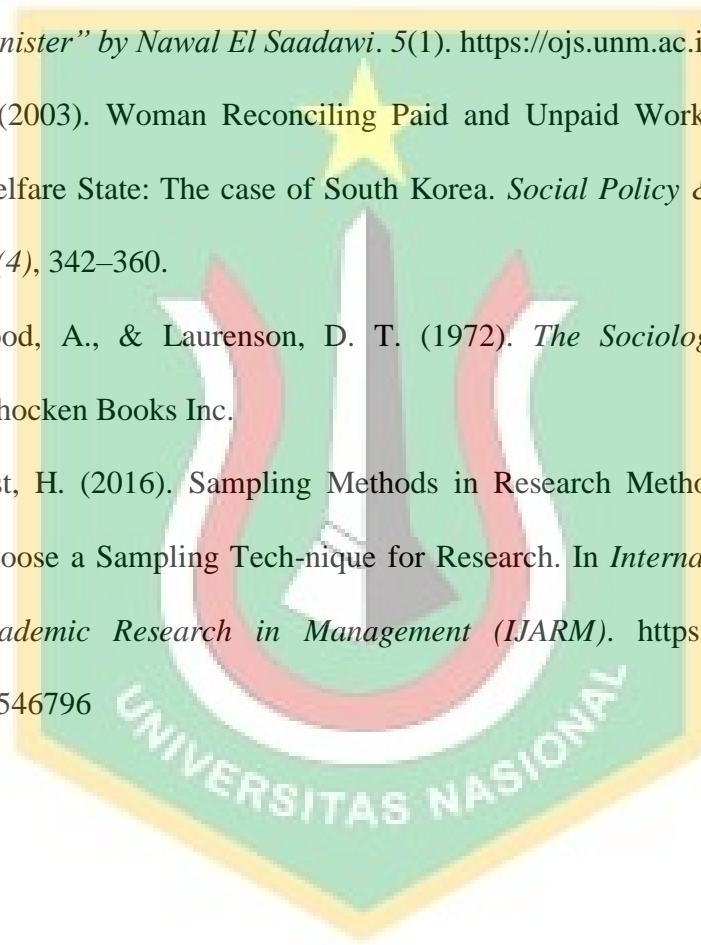 nister” by Nawal El Saadawi. 5(1). https://ojs.unm.ac.i
(2003). Woman Reconciling Paid and Unpaid Work
elfare State: The case of South Korea. Social Policy &
(4), 342–360.
od, A., & Laurenson, D. T. (1972). The Sociolog
hocken Books Inc.
st, H. (2016). Sampling Methods in Research Metho
oose a Sampling Tech-nique for Research. In Interna
ademic Research in Management (IJARM). https
546796
UNIVERSITAS NASIONAL